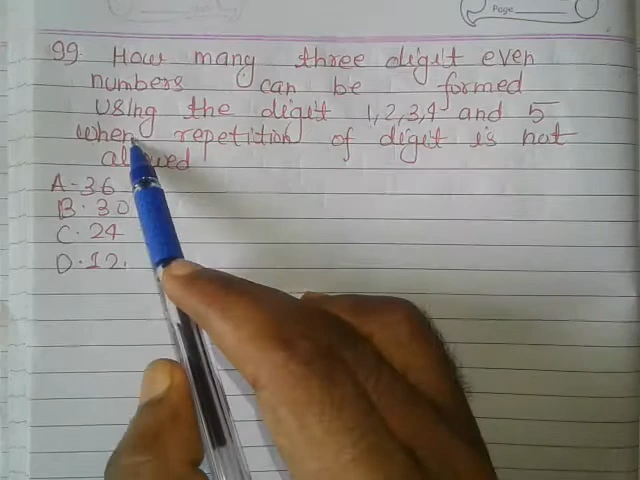 Page
99. How many three digit even
numbers can be formed
using the digit 1,2,3,4 and 5
when repetition of digit is not
allowed
A-36
B. 30
C. 24
D. 12.